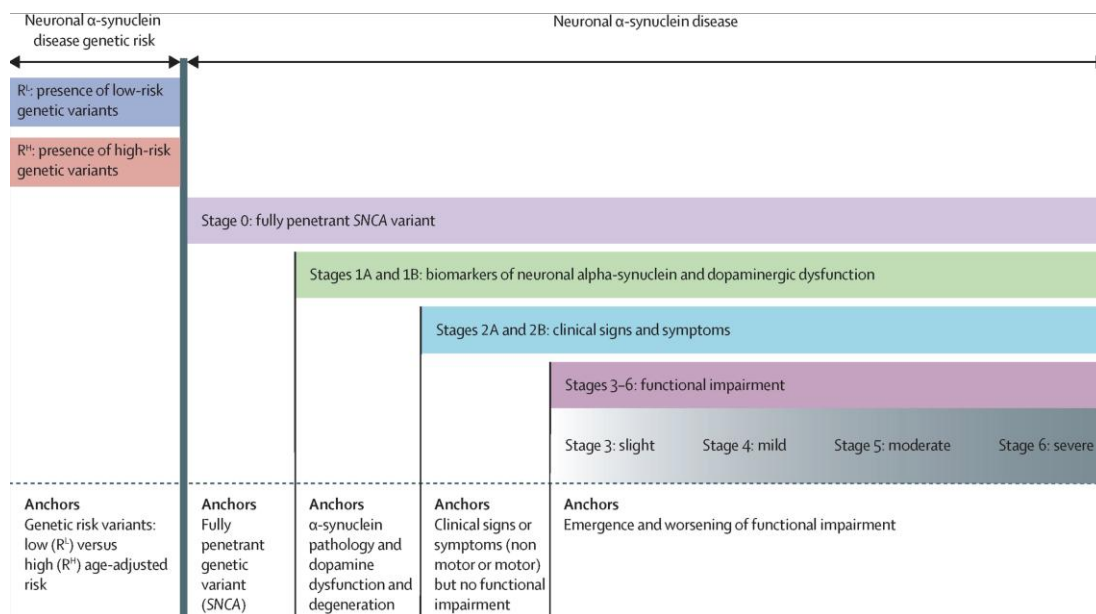 Neuronal α-synuclein
disease genetic risk
Neuronal α-synuclein disease
Rᴸ: presence of low-risk
genetic variants
Rᴴ: presence of high-risk
genetic variants
Stage 0: fully penetrant SNCA variant
Stages 1A and 1B: biomarkers of neuronal alpha-synuclein and dopaminergic dysfunction
Stages 2A and 2B: clinical signs and symptoms
Stages 3–6: functional impairment
Stage 3: slight
Stage 4: mild
Stage 5: moderate
Stage 6: severe
Anchors
Genetic risk variants:
low (Rᴸ) versus
high (Rᴴ) age-adjusted
risk
Anchors
Fully
penetrant
genetic
variant
(SNCA)
Anchors
α-synuclein
pathology and
dopamine
dysfunction and
degeneration
Anchors
Clinical signs or
symptoms (non
motor or motor)
but no functional
impairment
Anchors
Emergence and worsening of functional impairment